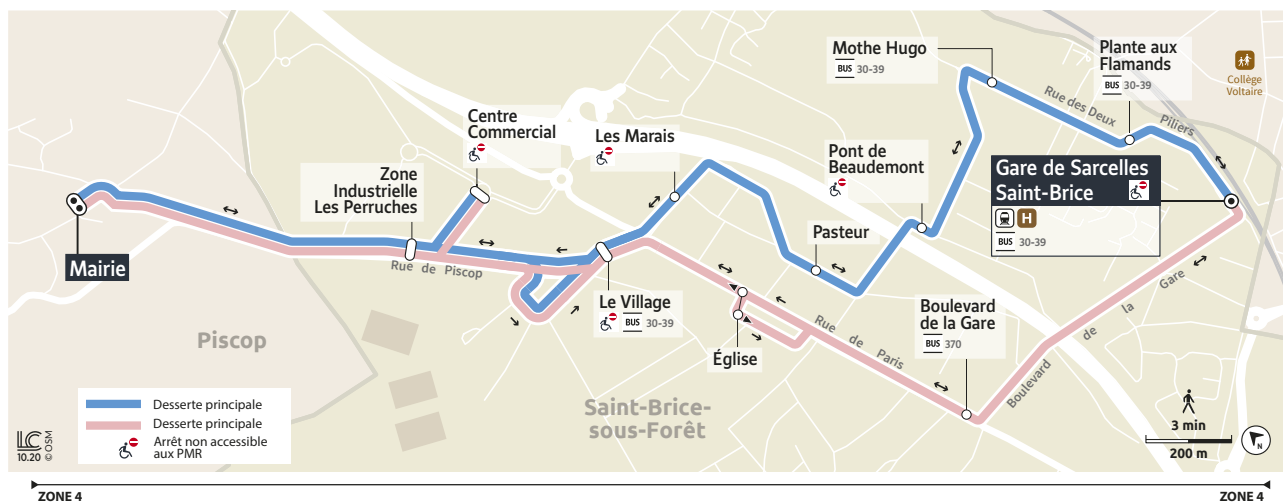 Mothe Hugo
BUS 30-39
Plante aux
Flamands
BUS 30-39
Collège
Voltaire
Rue des Deux Piliers
Centre
Commercial
Les Marais
Pont de
Beaudemont
Gare de Sarcelles
Saint-Brice
H
BUS 30-39
Zone
Industrielle
Les Perruches
Pasteur
Mairie
Rue de Piscop
Le Village
BUS 30-39
Boulevard
de la Gare
BUS 370
Église
Rue de Paris
Boulevard de la Gare
Piscop
Saint-Brice-
sous-Forêt
Desserte principale
Desserte principale
Arrêt non accessible
aux PMR
LC
10.20
© OSM
3 min
200 m
N
ZONE 4
ZONE 4